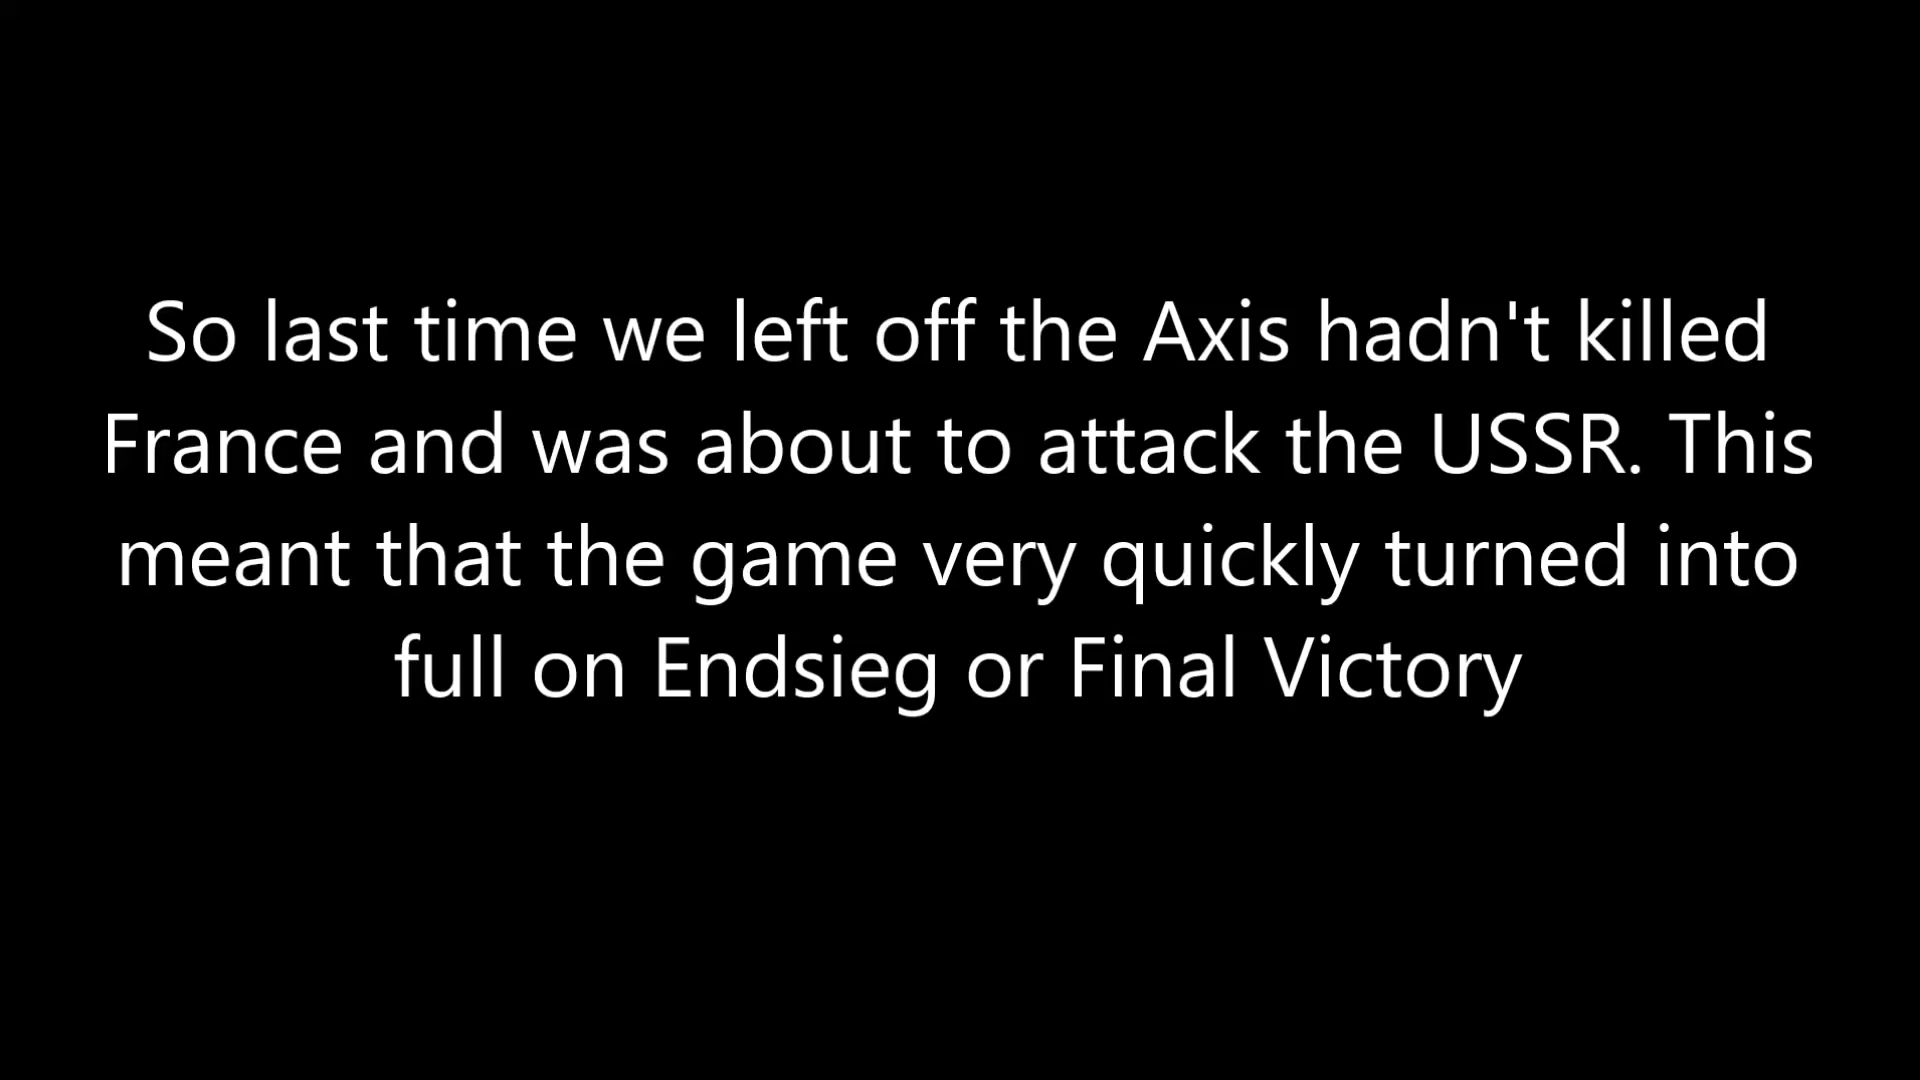 So last time we left off the Axis hadn't killed
France and was about to attack the USSR. This
meant that the game very quickly turned into
full on Endsieg or Final Victory